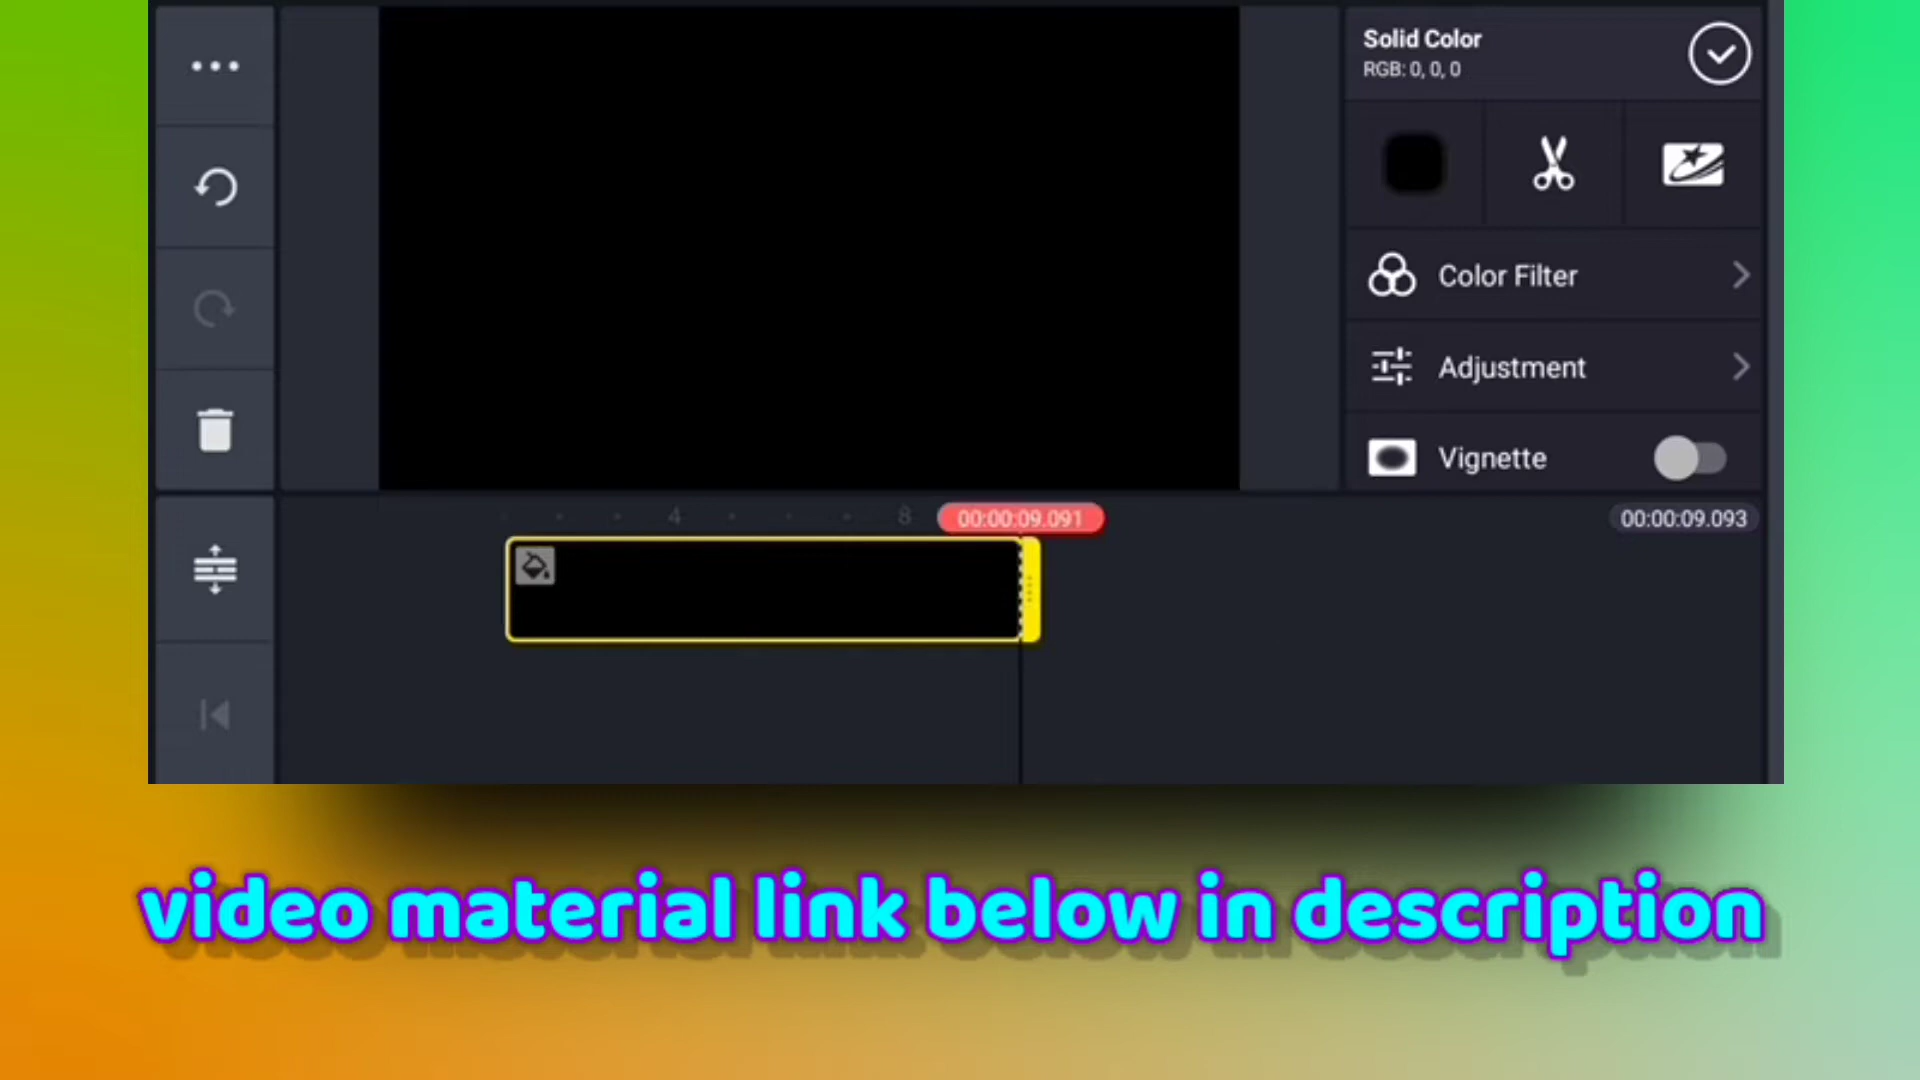 Solid Color
RGB: 0, 0, 0
Color Filter
Adjustment
Vignette
4
8
00:00:09.091
00:00:09.093
video material link below in description